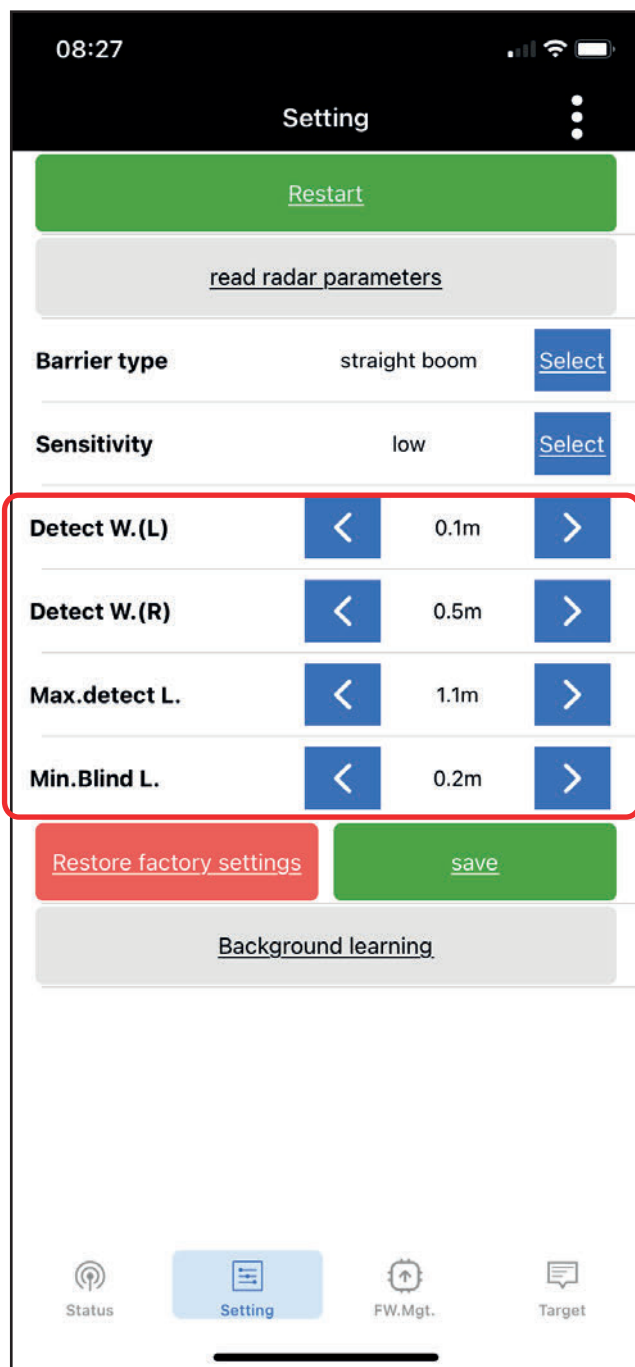 08:27
Setting
Restart
read radar parameters
Barrier type straight boom Select
Sensitivity low Select
Detect W.(L) 0.1m
Detect W.(R) 0.5m
Max.detect L. 1.1m
Min.Blind L. 0.2m
Restore factory settings save
Background learning
Status Setting FW.Mgt. Target